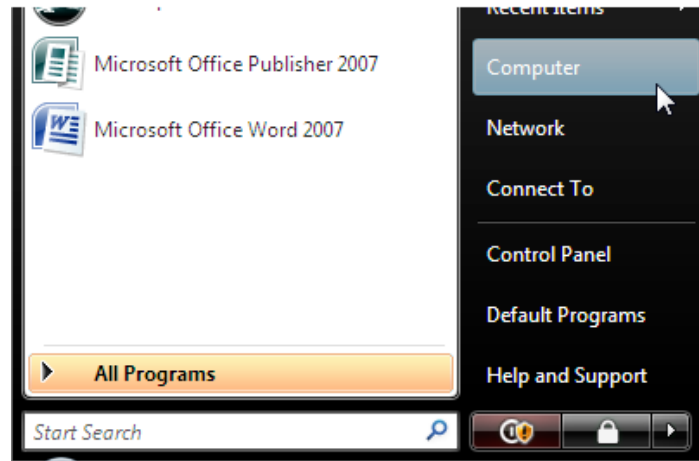 Recent Items
Microsoft Office Publisher 2007
Computer
Microsoft Office Word 2007
Network
Connect To
Control Panel
Default Programs
All Programs
Help and Support
Start Search